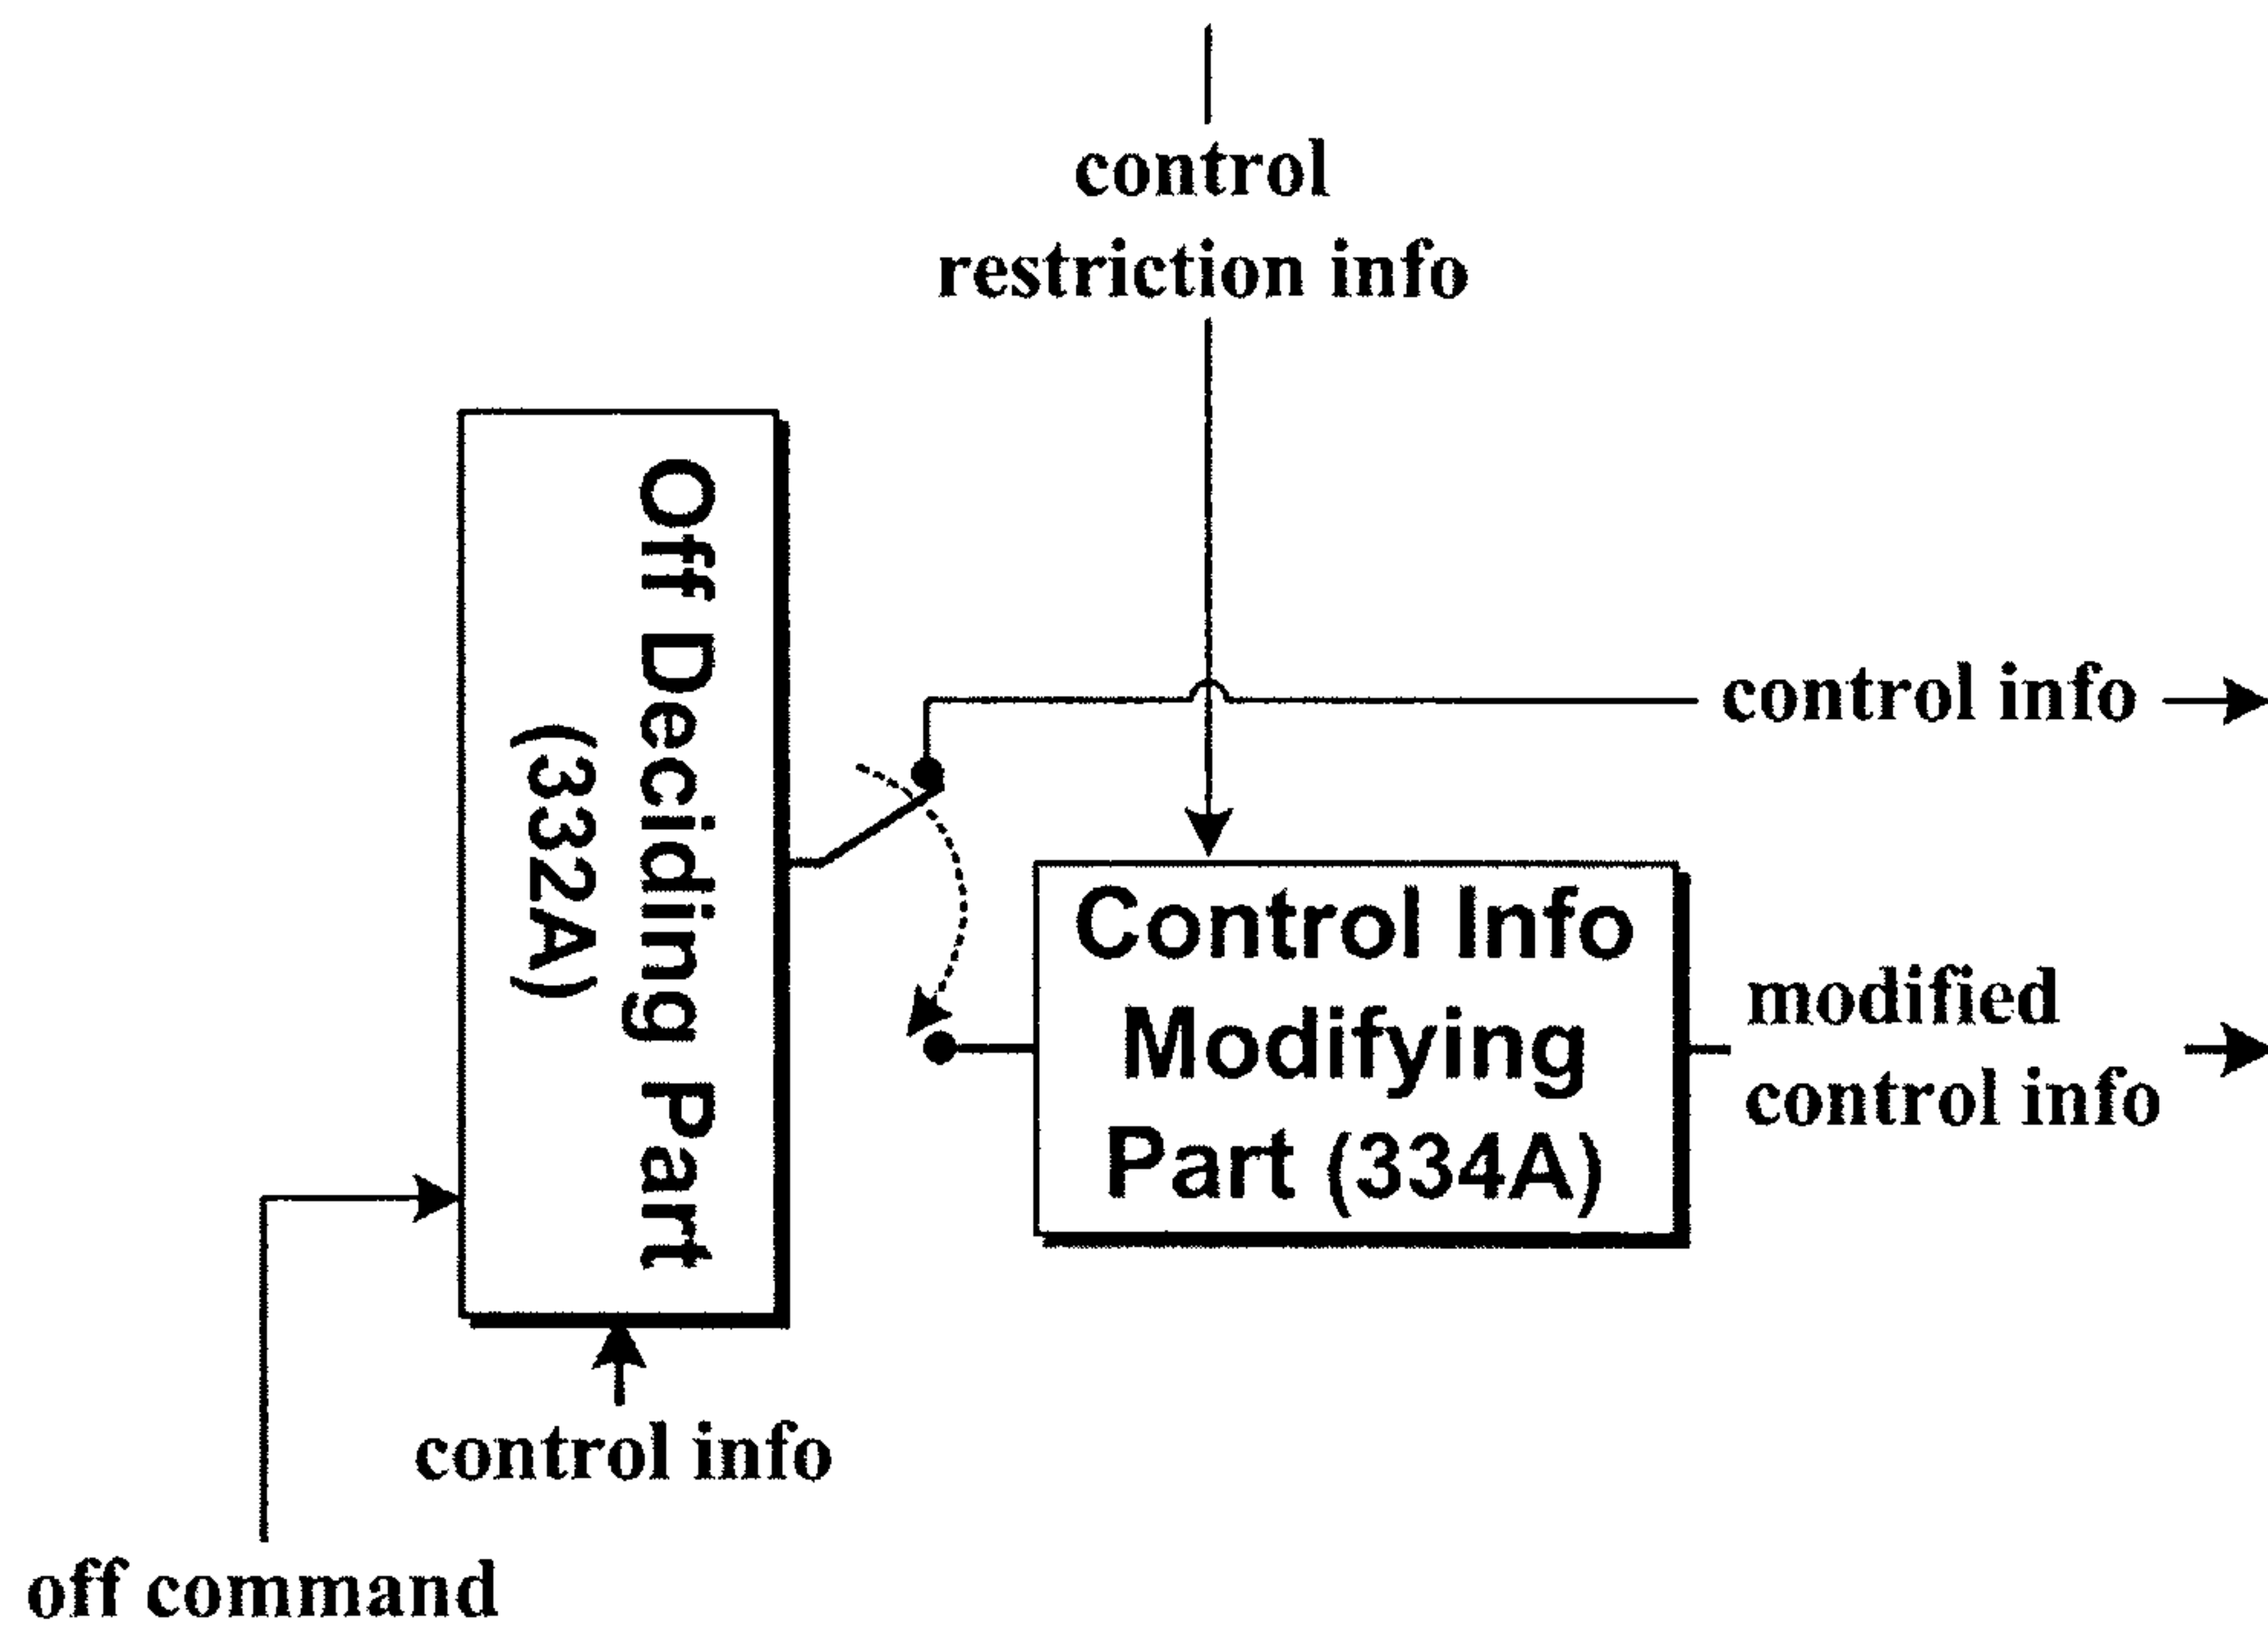 control
restriction info
Off Deciding Part
(332A)
control info
Control Info
Modifying
Part (334A)
modified
control info
control info
off command